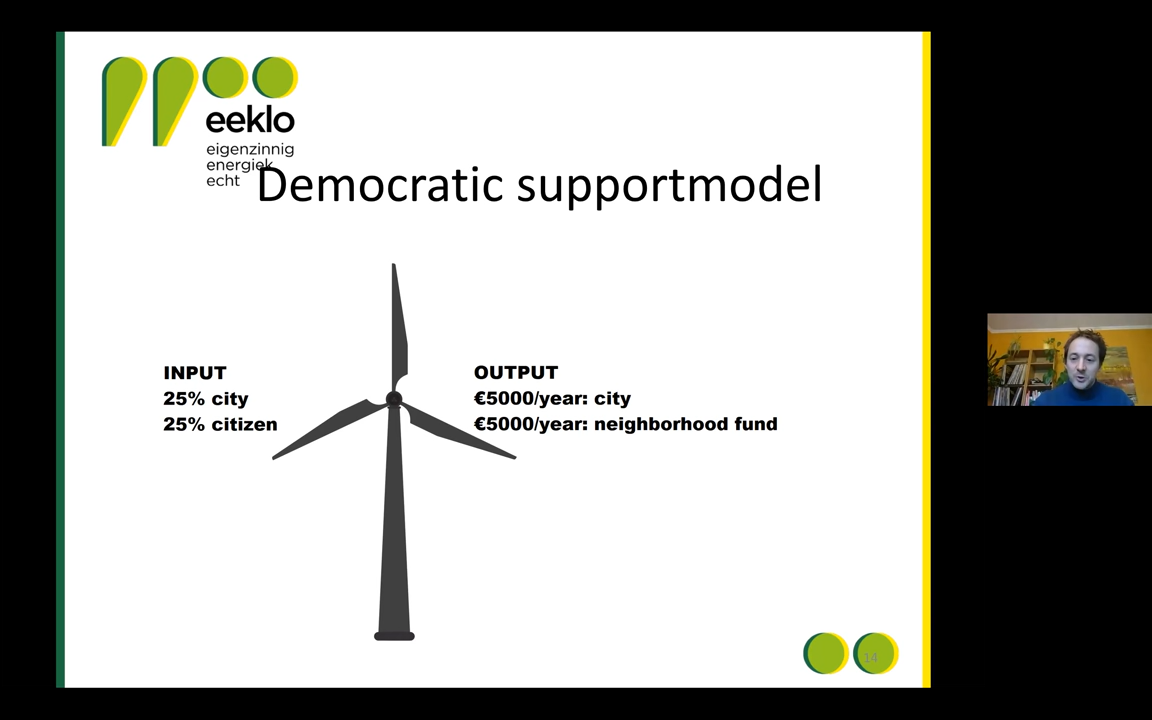 eeklo
eigenzinnig
energiek
echt
Democratic supportmodel
INPUT
25% city
25% citizen
OUTPUT
€5000/year: city
€5000/year: neighborhood fund
14